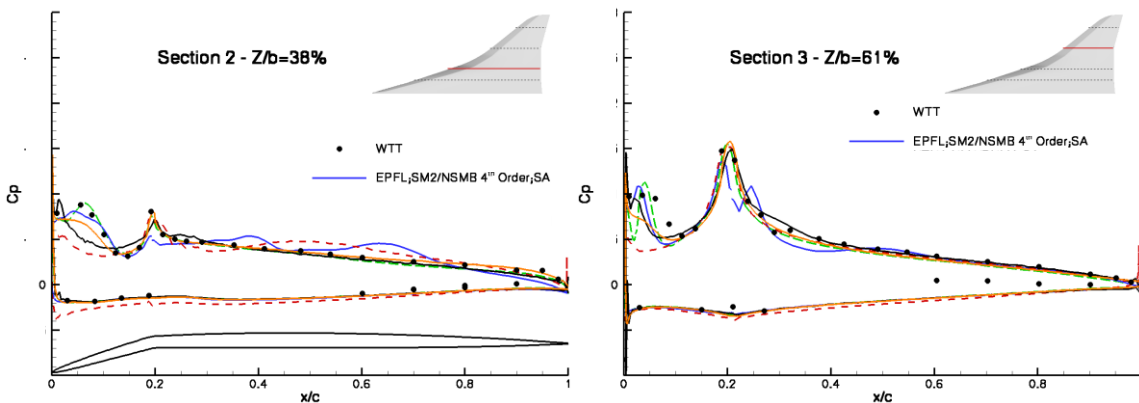 Section 2 - Z/b=38%
WTT
EPFL;SM2/NSMB 4th Order;SA
Cp
0
0 0.2 0.4 0.6 0.8 1
x/c
Section 3 - Z/b=61%
WTT
EPFL;SM2/NSMB 4th Order;SA
Cp
0
0 0.2 0.4 0.6 0.8
x/c